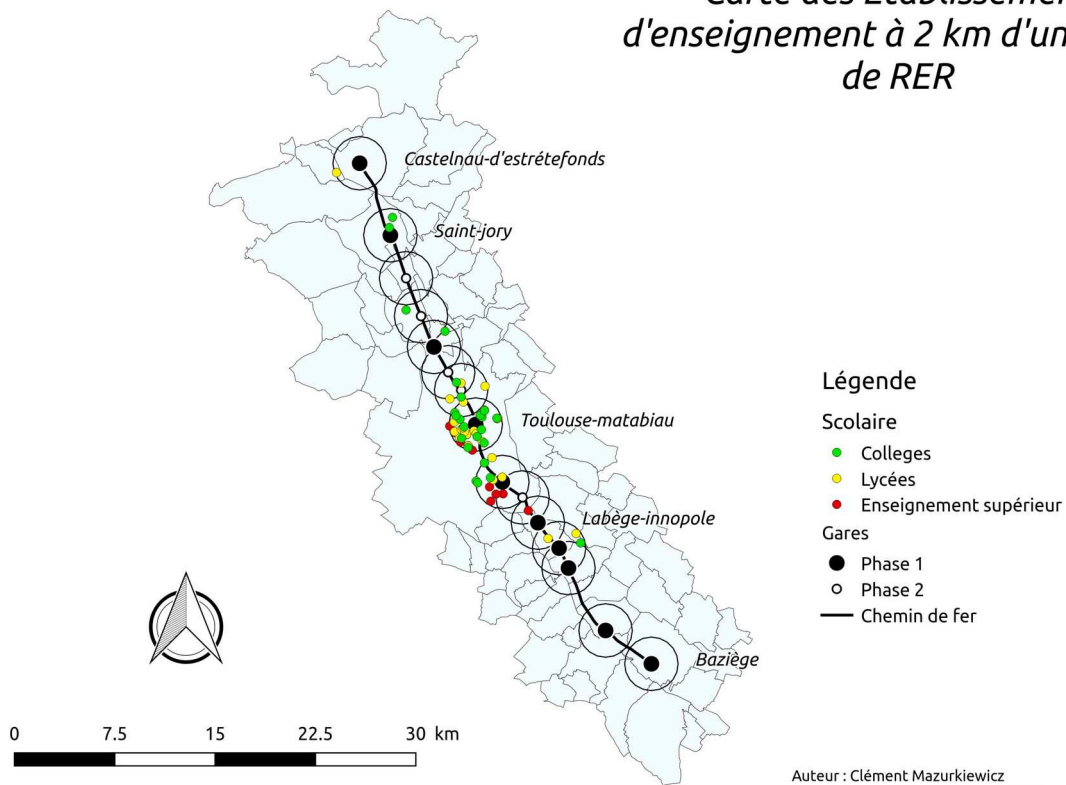 Carte des Établissemen
d'enseignement à 2 km d'un
de RER
Castelnau-d'estrétefonds
Saint-jory
Toulouse-matabiau
Labège-innopole
Baziège
Légende
Scolaire
Colleges
Lycées
Enseignement supérieur
Gares
Phase 1
Phase 2
Chemin de fer
0 7.5 15 22.5 30 km
Auteur : Clément Mazurkiewicz